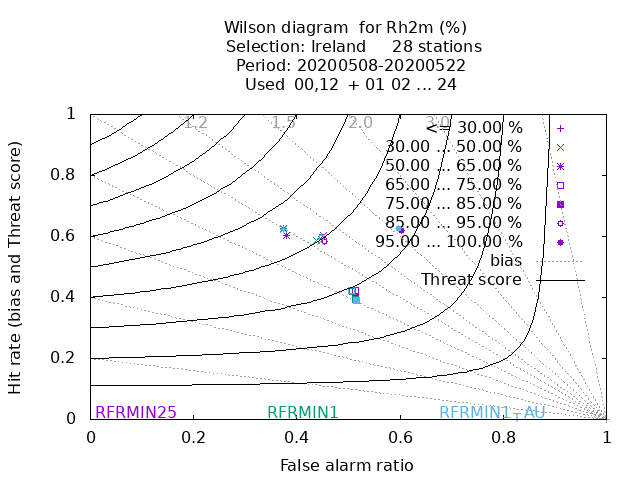 Wilson diagram  for Rh2m (%)
Selection: Ireland     28 stations
Period: 20200508-20200522
Used  00,12  + 01 02 ... 24
Hit rate (bias and Threat score)
1
0.8
0.6
0.4
0.2
0
1.2
1.5
2.0
3.0
<= 30.00 %
30.00 ... 50.00 %
50.00 ... 65.00 %
65.00 ... 75.00 %
75.00 ... 85.00 %
85.00 ... 95.00 %
95.00 ... 100.00 %
bias
Threat score
RFRMIN25
RFRMIN1
RFRMIN1-AU
0
0.2
0.4
0.6
0.8
1
False alarm ratio